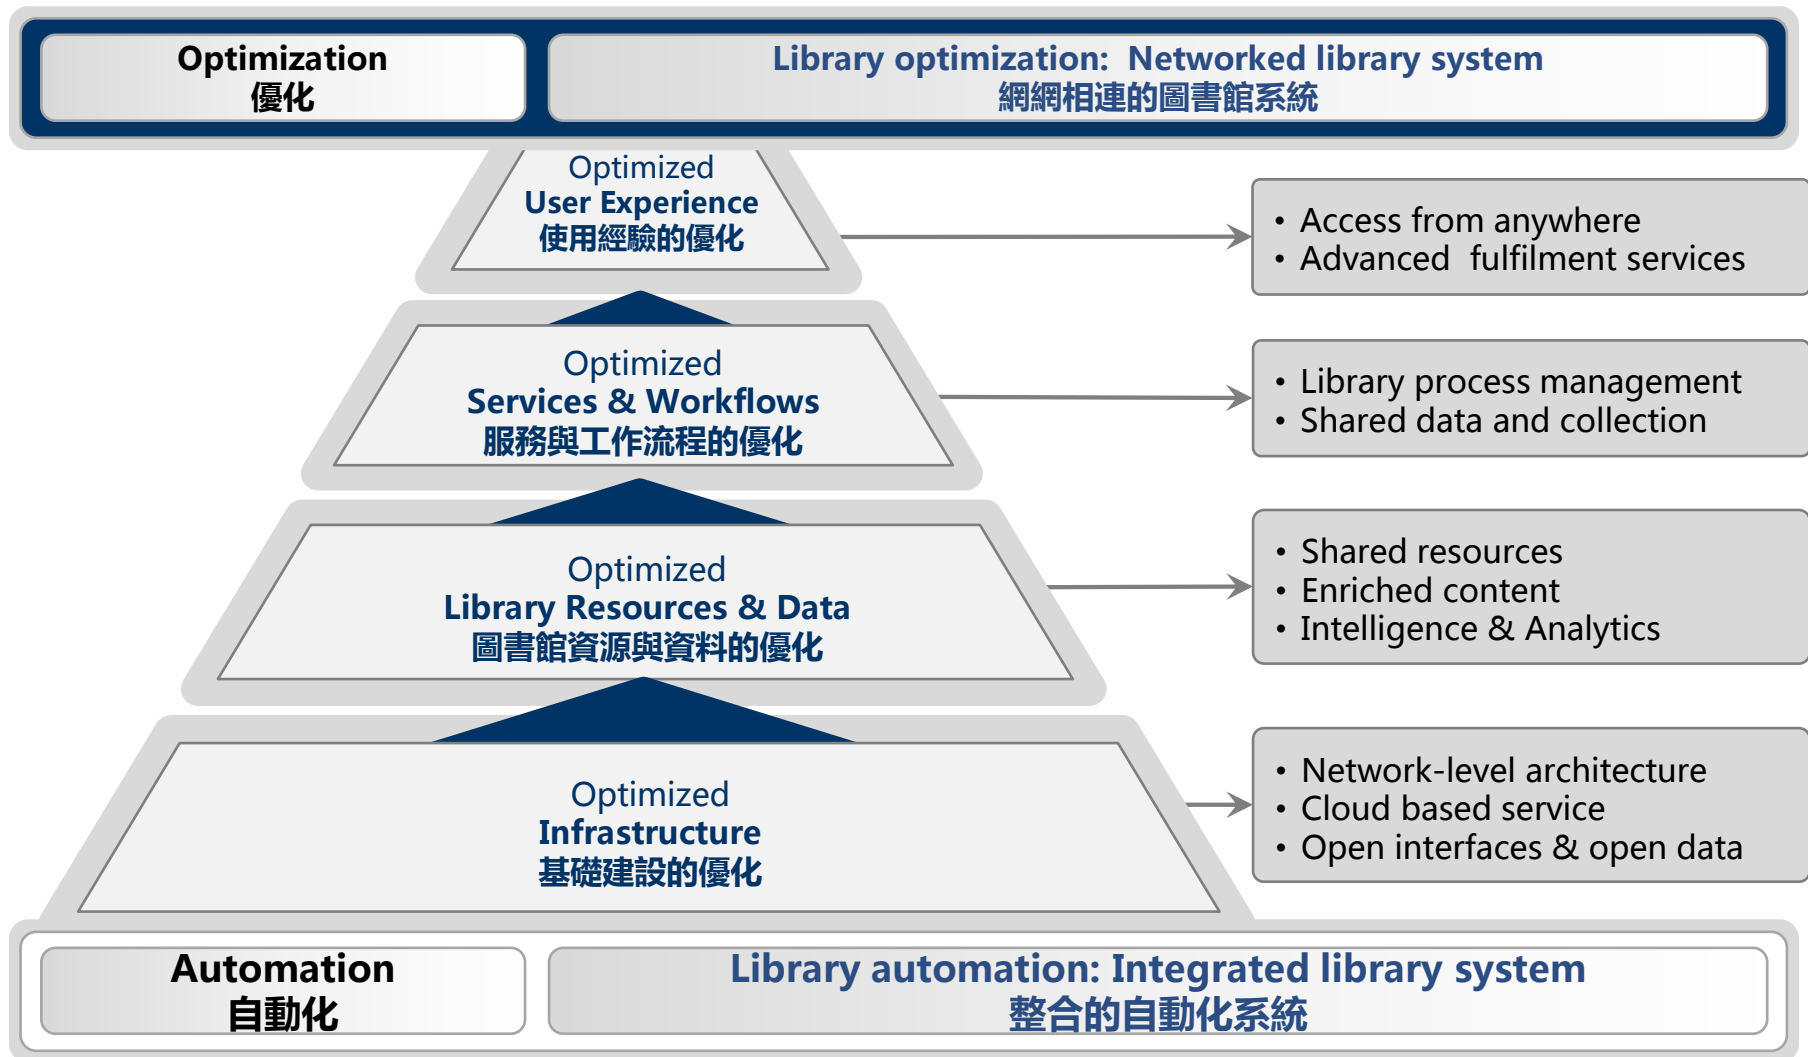 Optimization
優化
Library optimization:  Networked library system
網網相連的圖書館系統
Optimized
User Experience
使用經驗的優化
• Access from anywhere
• Advanced  fulfilment services
Optimized
Services & Workflows
服務與工作流程的優化
• Library process management
• Shared data and collection
Optimized
Library Resources & Data
圖書館資源與資料的優化
• Shared resources
• Enriched content
• Intelligence & Analytics
Optimized
Infrastructure
基礎建設的優化
• Network-level architecture
• Cloud based service
• Open interfaces & open data
Automation
自動化
Library automation: Integrated library system
整合的自動化系統